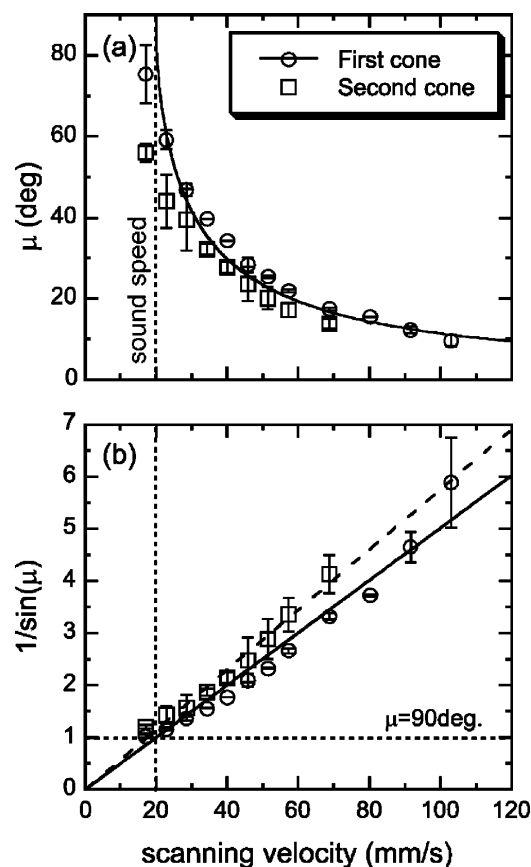 (a)
First cone
Second cone
80
60
40
20
0
μ (deg)
sound speed
(b)
7
6
5
4
3
2
1
0
1/sin(μ)
μ=90deg.
0 20 40 60 80 100 120
scanning velocity (mm/s)